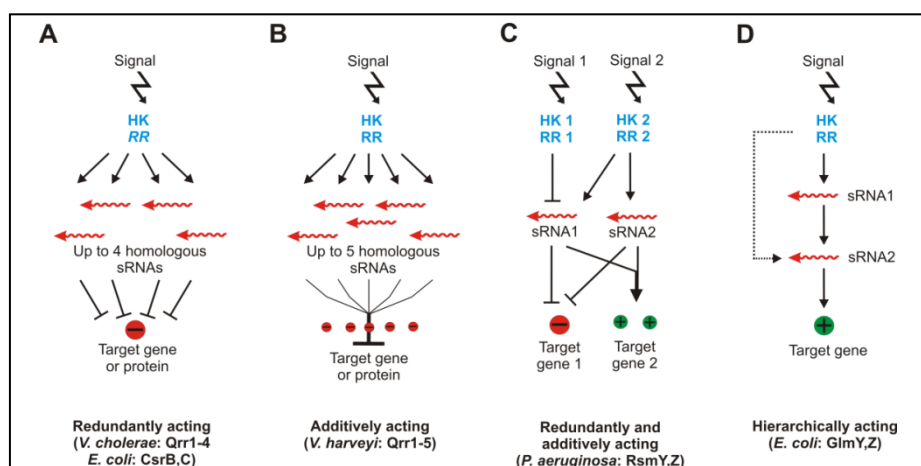 A
Signal
HK
RR
Up to 4 homologous
sRNAs
−
Target gene
or protein
Redundantly acting
(V. cholerae: Qrr1-4
E. coli: CsrB,C)
B
Signal
HK
RR
Up to 5 homologous
sRNAs
− − − − −
Target gene
or protein
Additively acting
(V. harveyi: Qrr1-5)
C
Signal 1 Signal 2
HK 1 HK 2
RR 1 RR 2
sRNA1 sRNA2
− + +
Target Target
gene 1 gene 2
Redundantly and
additively acting
(P. aeruginosa: RsmY,Z)
D
Signal
HK
RR
sRNA1
sRNA2
+
Target gene
Hierarchically acting
(E. coli: GlmY,Z)